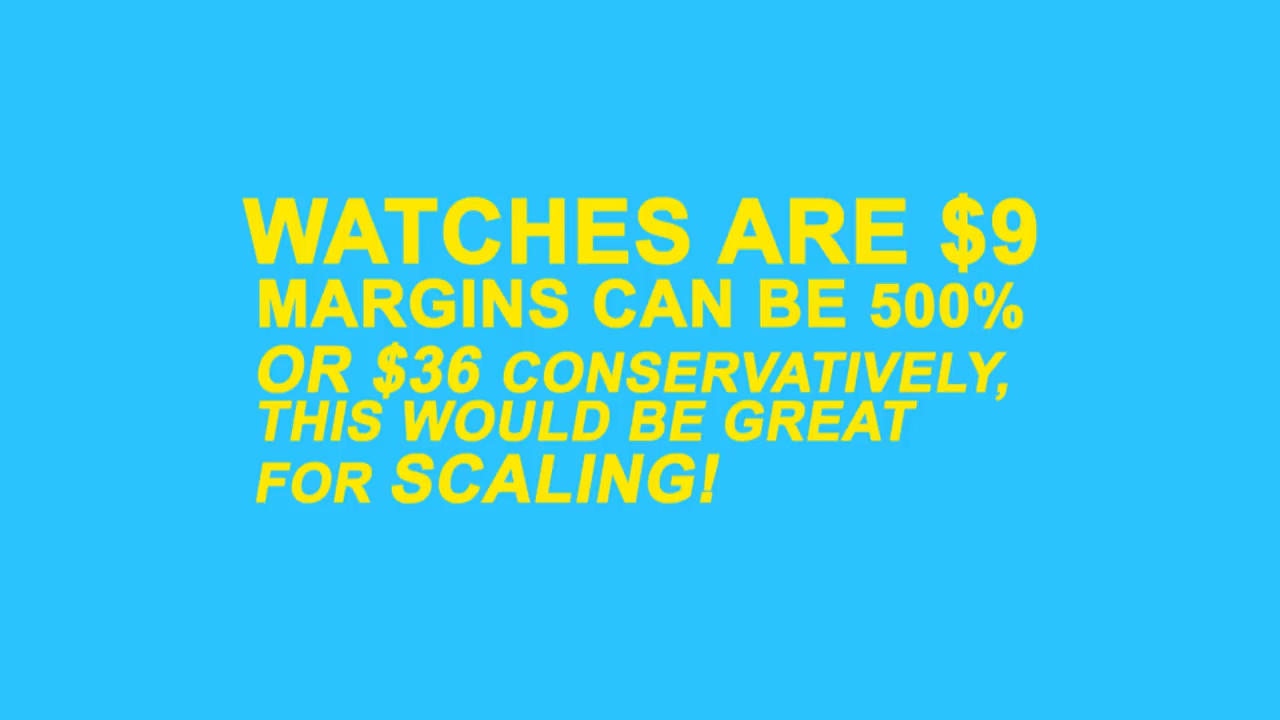 WATCHES ARE $9
MARGINS CAN BE 500%
OR $36 CONSERVATIVELY,
THIS WOULD BE GREAT
FOR SCALING!